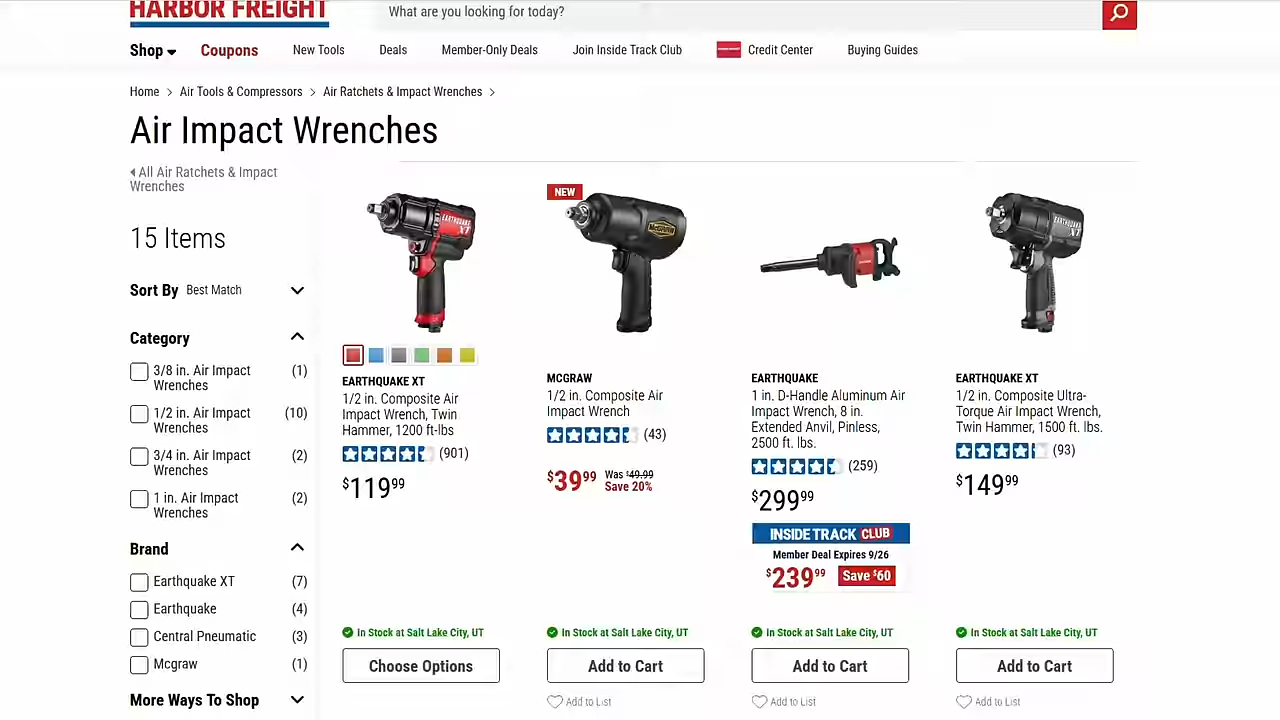 HARBOR FREIGHT
What are you looking for today?
Shop
Coupons
New Tools
Deals
Member-Only Deals
Join Inside Track Club
Credit Center
Buying Guides
Home > Air Tools & Compressors > Air Ratchets & Impact Wrenches >
Air Impact Wrenches
All Air Ratchets & Impact
Wrenches
15 Items
Sort By Best Match
Category
3/8 in. Air Impact
Wrenches
(1)
1/2 in. Air Impact
Wrenches
(10)
3/4 in. Air Impact
Wrenches
(2)
1 in. Air Impact
Wrenches
(2)
Brand
Earthquake XT (7)
Earthquake (4)
Central Pneumatic (3)
Mcgraw (1)
More Ways To Shop
EARTHQUAKE
XT
EARTHQUAKE XT
1/2 in. Composite Air
Impact Wrench, Twin
Hammer, 1200 ft-lbs
(901)
$119 99
In Stock at Salt Lake City, UT
Choose Options
NEW
McGRAW
MCGRAW
1/2 in. Composite Air
Impact Wrench
(43)
$39 99
Was $49.99
Save 20%
In Stock at Salt Lake City, UT
Add to Cart
Add to List
EARTHQUAKE
1 in. D-Handle Aluminum Air
Impact Wrench, 8 in.
Extended Anvil, Pinless,
2500 ft. lbs.
(259)
$299 99
INSIDE TRACK CLUB
Member Deal Expires 9/26
$239 99
Save $60
In Stock at Salt Lake City, UT
Add to Cart
Add to List
EARTHQUAKE
XT
EARTHQUAKE XT
1/2 in. Composite Ultra-
Torque Air Impact Wrench,
Twin Hammer, 1500 ft. lbs.
(93)
$149 99
In Stock at Salt Lake City, UT
Add to Cart
Add to List